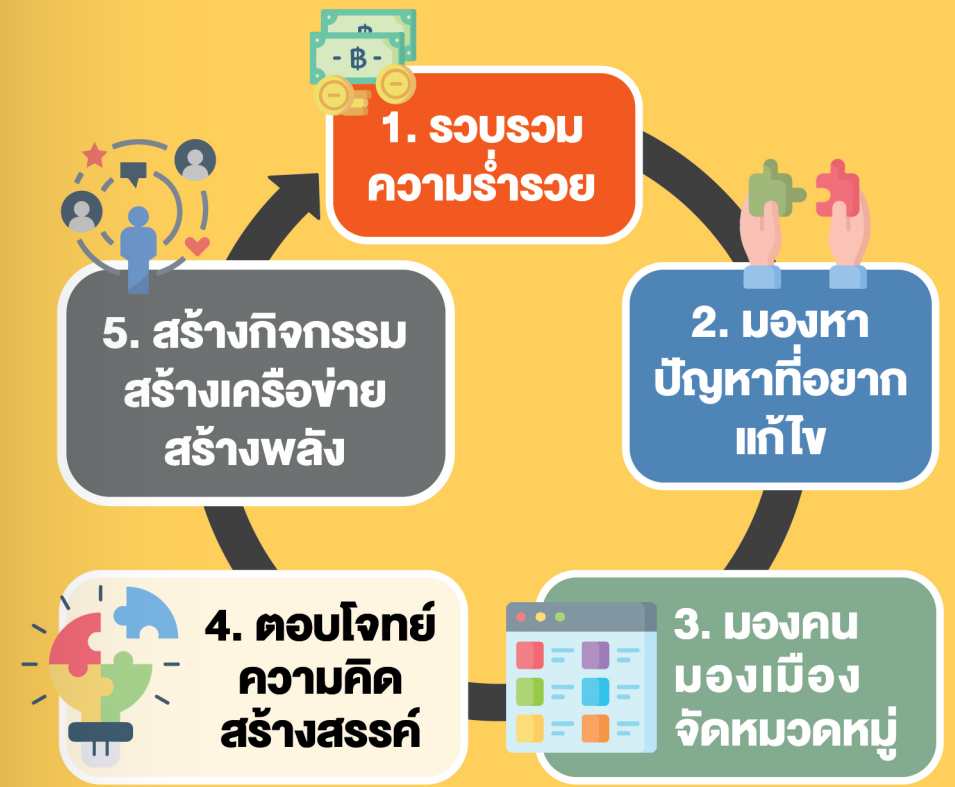 ฿
- ฿ -
1. รวบรวม
ความร่ำรวย
2. มองหา
ปัญหาที่อยาก
แก้ไข
3. มองคน
มองเมือง
จัดหมวดหมู่
4. ตอบโจทย์
ความคิด
สร้างสรรค์
5. สร้างกิจกรรม
สร้างเครือข่าย
สร้างพลัง